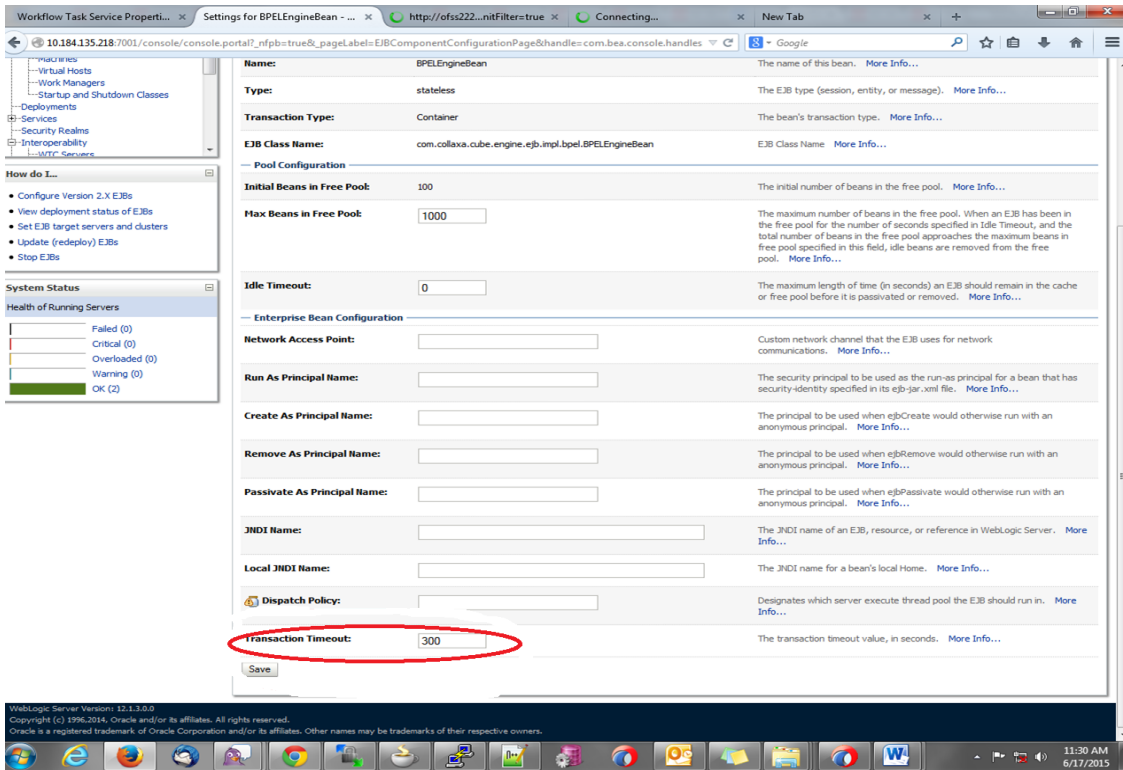 Workflow Task Service Properti...
Settings for BPELEngineBean - ...
http://ofss222...nitFilter=true
Connecting...
New Tab
10.184.135.218:7001/console/console.portal?_nfpb=true&_pageLabel=EJBComponentConfigurationPage&handle=com.bea.console.handles
Google
Machines
Virtual Hosts
Work Managers
Startup and Shutdown Classes
Deployments
Services
Security Realms
Interoperability
WTC Servers
How do I...
Configure Version 2.X EJBs
View deployment status of EJBs
Set EJB target servers and clusters
Update (redeploy) EJBs
Stop EJBs
System Status
Health of Running Servers
Failed (0)
Critical (0)
Overloaded (0)
Warning (0)
OK (2)
Name: BPELEngineBean The name of this bean. More Info...
Type: stateless The EJB type (session, entity, or message). More Info...
Transaction Type: Container The bean's transaction type. More Info...
EJB Class Name: com.collaxa.cube.engine.ejb.impl.bpel.BPELEngineBean EJB Class Name More Info...
Pool Configuration
Initial Beans in Free Pool: 100 The initial number of beans in the free pool. More Info...
Max Beans in Free Pool: 1000 The maximum number of beans in the free pool. When an EJB has been in
the free pool for the number of seconds specified in Idle Timeout, and the
total number of beans in the free pool approaches the maximum beans in
free pool specified in this field, idle beans are removed from the free
pool. More Info...
Idle Timeout: 0 The maximum length of time (in seconds) an EJB should remain in the cache
or free pool before it is passivated or removed. More Info...
Enterprise Bean Configuration
Network Access Point: Custom network channel that the EJB uses for network
communications. More Info...
Run As Principal Name: The security principal to be used as the run-as principal for a bean that has
security-identity specified in its ejb-jar.xml file. More Info...
Create As Principal Name: The principal to be used when ejbCreate would otherwise run with an
anonymous principal. More Info...
Remove As Principal Name: The principal to be used when ejbRemove would otherwise run with an
anonymous principal. More Info...
Passivate As Principal Name: The principal to be used when ejbPassivate would otherwise run with an
anonymous principal. More Info...
JNDI Name: The JNDI name of an EJB, resource, or reference in WebLogic Server. More
Info...
Local JNDI Name: The JNDI name for a bean's local Home. More Info...
Dispatch Policy: Designates which server execute thread pool the EJB should run in. More
Info...
Transaction Timeout: 300 The transaction timeout value, in seconds. More Info...
Save
WebLogic Server Version: 12.1.3.0.0
Copyright (c) 1996,2014, Oracle and/or its affiliates. All rights reserved.
Oracle is a registered trademark of Oracle Corporation and/or its affiliates. Other names may be trademarks of their respective owners.
11:30 AM
6/17/2015